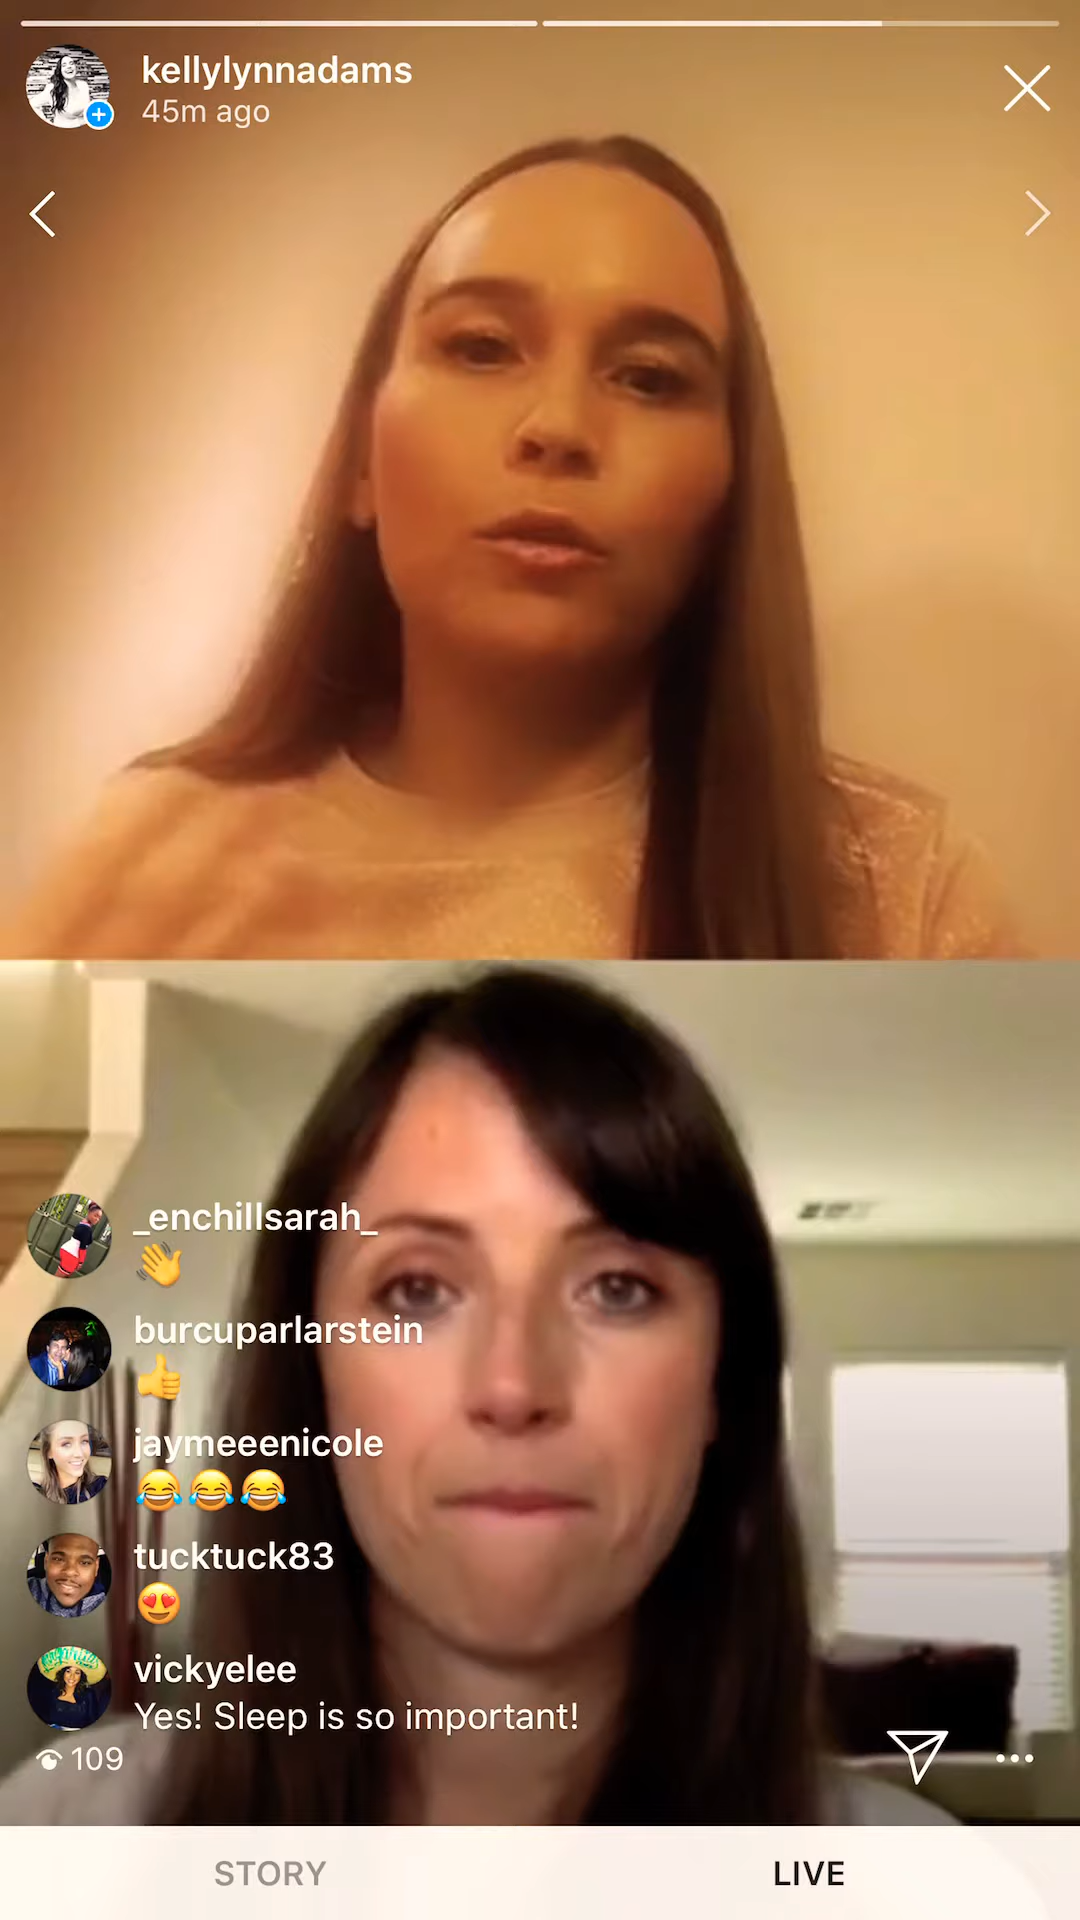 kellylynnadams
45m ago
_enchillsarah_
👋
burcuparlarstein
👍
jaymeeenicole
😂😂😂
tucktuck83
😍
vickyelee
Yes! Sleep is so important!
109
STORY
LIVE